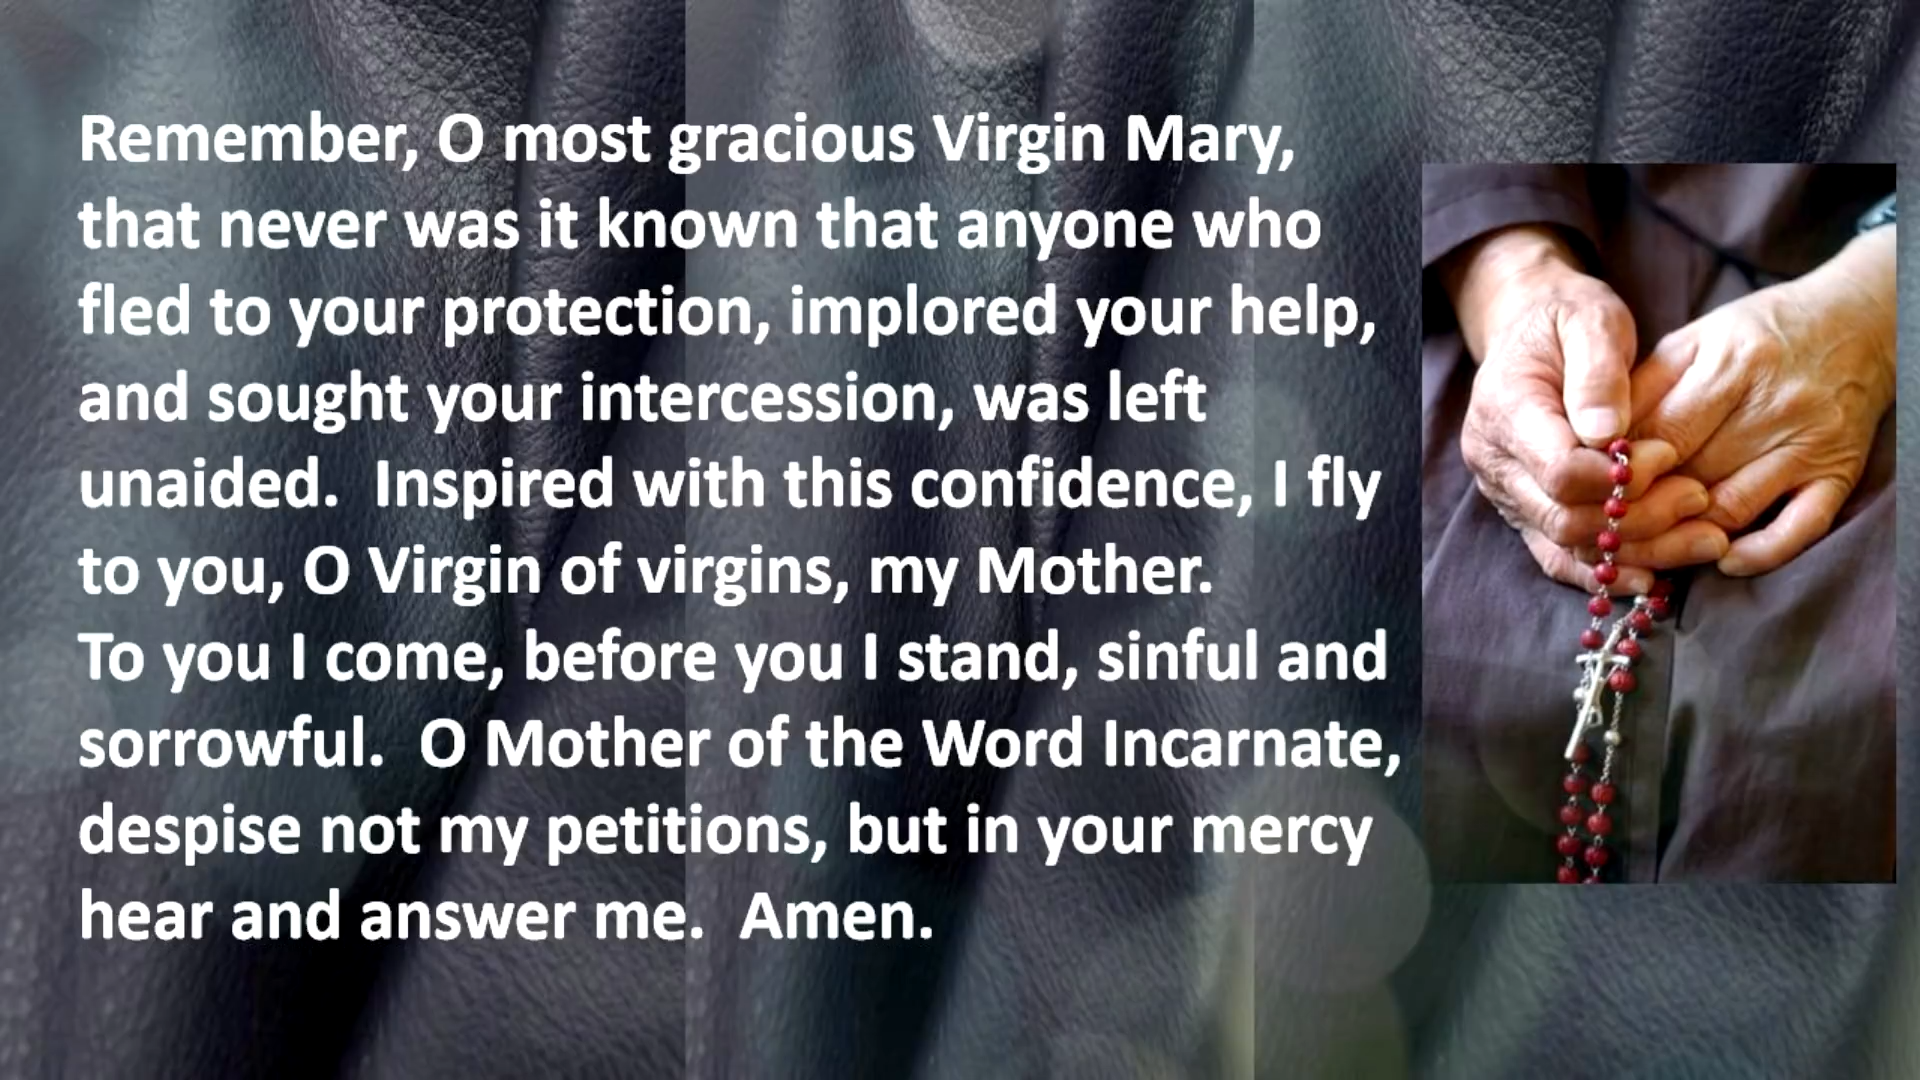 Remember, O most gracious Virgin Mary,
that never was it known that anyone who
fled to your protection, implored your help,
and sought your intercession, was left
unaided.  Inspired with this confidence, I fly
to you, O Virgin of virgins, my Mother.
To you I come, before you I stand, sinful and
sorrowful.  O Mother of the Word Incarnate,
despise not my petitions, but in your mercy
hear and answer me.  Amen.